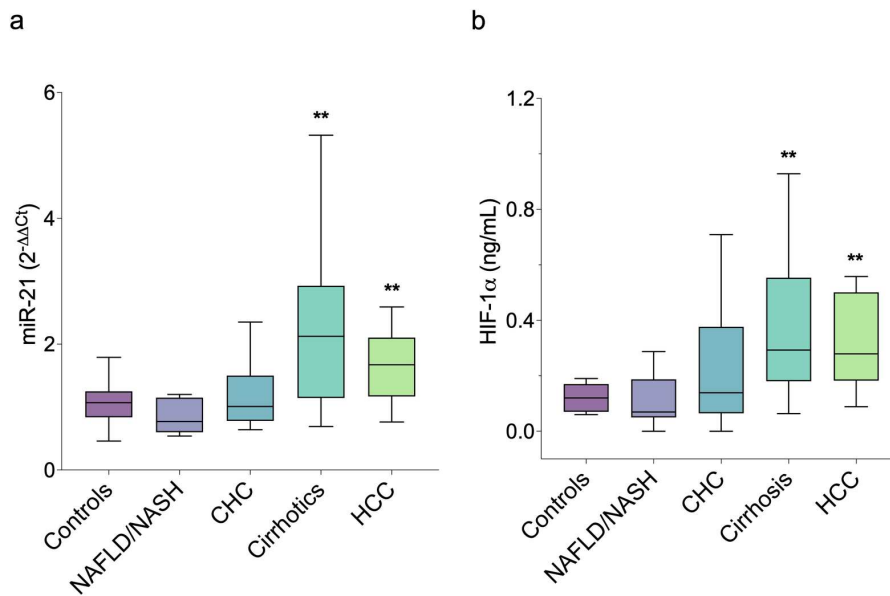 a
miR-21 (2-ΔΔCt)
6
4
2
0
**
**
Controls
NAFLD/NASH
CHC
Cirrhotics
HCC
b
HIF-1α (ng/mL)
1.2
0.8
0.4
0.0
**
**
Controls
NAFLD/NASH
CHC
Cirrhosis
HCC